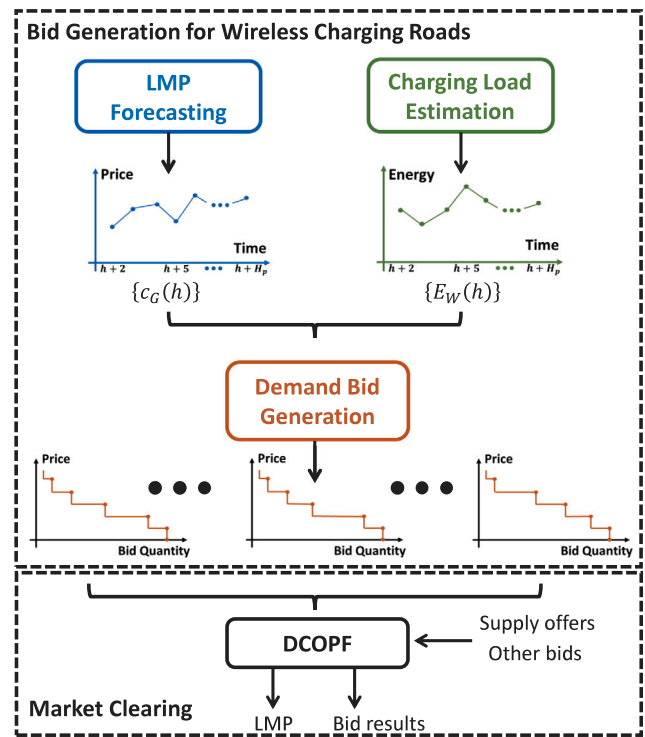 Bid Generation for Wireless Charging Roads
LMP
Forecasting
Charging Load
Estimation
Price
Time
h + 2
h + 5
•••
h + H_p
{c_G(h)}
Energy
Time
h + 2
h + 5
•••
h + H_p
{E_W(h)}
Demand Bid
Generation
Price
Bid Quantity
Price
Bid Quantity
Price
Bid Quantity
DCOPF
Supply offers
Other bids
Market Clearing
LMP
Bid results